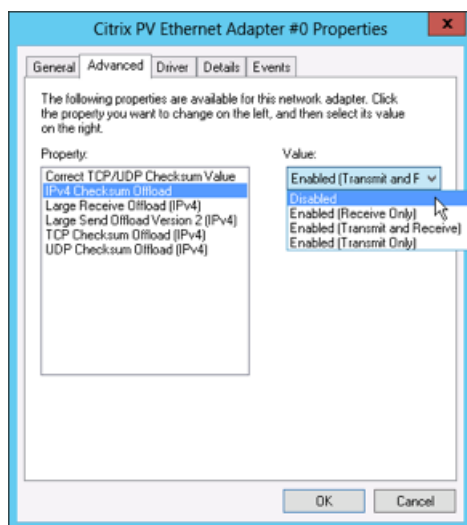 Citrix PV Ethernet Adapter #0 Properties
x
General Advanced Driver Details Events
The following properties are available for this network adapter. Click
the property you want to change on the left, and then select its value
on the right.
Property: Value:
Correct TCP/UDP Checksum Value
IPv4 Checksum Offload
Large Receive Offload (IPv4)
Large Send Offload Version 2 (IPv4)
TCP Checksum Offload (IPv4)
UDP Checksum Offload (IPv4)
Enabled (Transmit and F
Disabled
Enabled (Receive Only)
Enabled (Transmit and Receive)
Enabled (Transmit Only)
OK Cancel